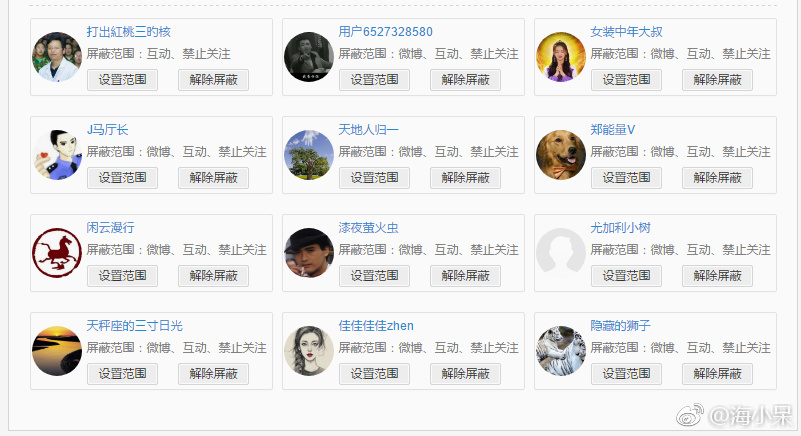 打出紅桃三旳核
屏蔽范围：互动、禁止关注
设置范围
解除屏蔽
用户6527328580
屏蔽范围：微博、互动、禁止关注
设置范围
解除屏蔽
女装中年大叔
屏蔽范围：微博、互动、禁止关注
设置范围
解除屏蔽
J马厅长
屏蔽范围：微博、互动、禁止关注
设置范围
解除屏蔽
天地人归一
屏蔽范围：微博、互动、禁止关注
设置范围
解除屏蔽
郑能量V
屏蔽范围：微博、互动、禁止关注
设置范围
解除屏蔽
闲云漫行
屏蔽范围：微博、互动、禁止关注
设置范围
解除屏蔽
漆夜萤火虫
屏蔽范围：微博、互动、禁止关注
设置范围
解除屏蔽
尤加利小树
屏蔽范围：微博、互动、禁止关注
设置范围
解除屏蔽
天秤座的三寸日光
屏蔽范围：微博、互动、禁止关注
设置范围
解除屏蔽
佳佳佳佳zhen
屏蔽范围：微博、互动、禁止关注
设置范围
解除屏蔽
隐藏的狮子
屏蔽范围：微博、互动、禁止关注
设置范围
解除屏蔽
@海小呆